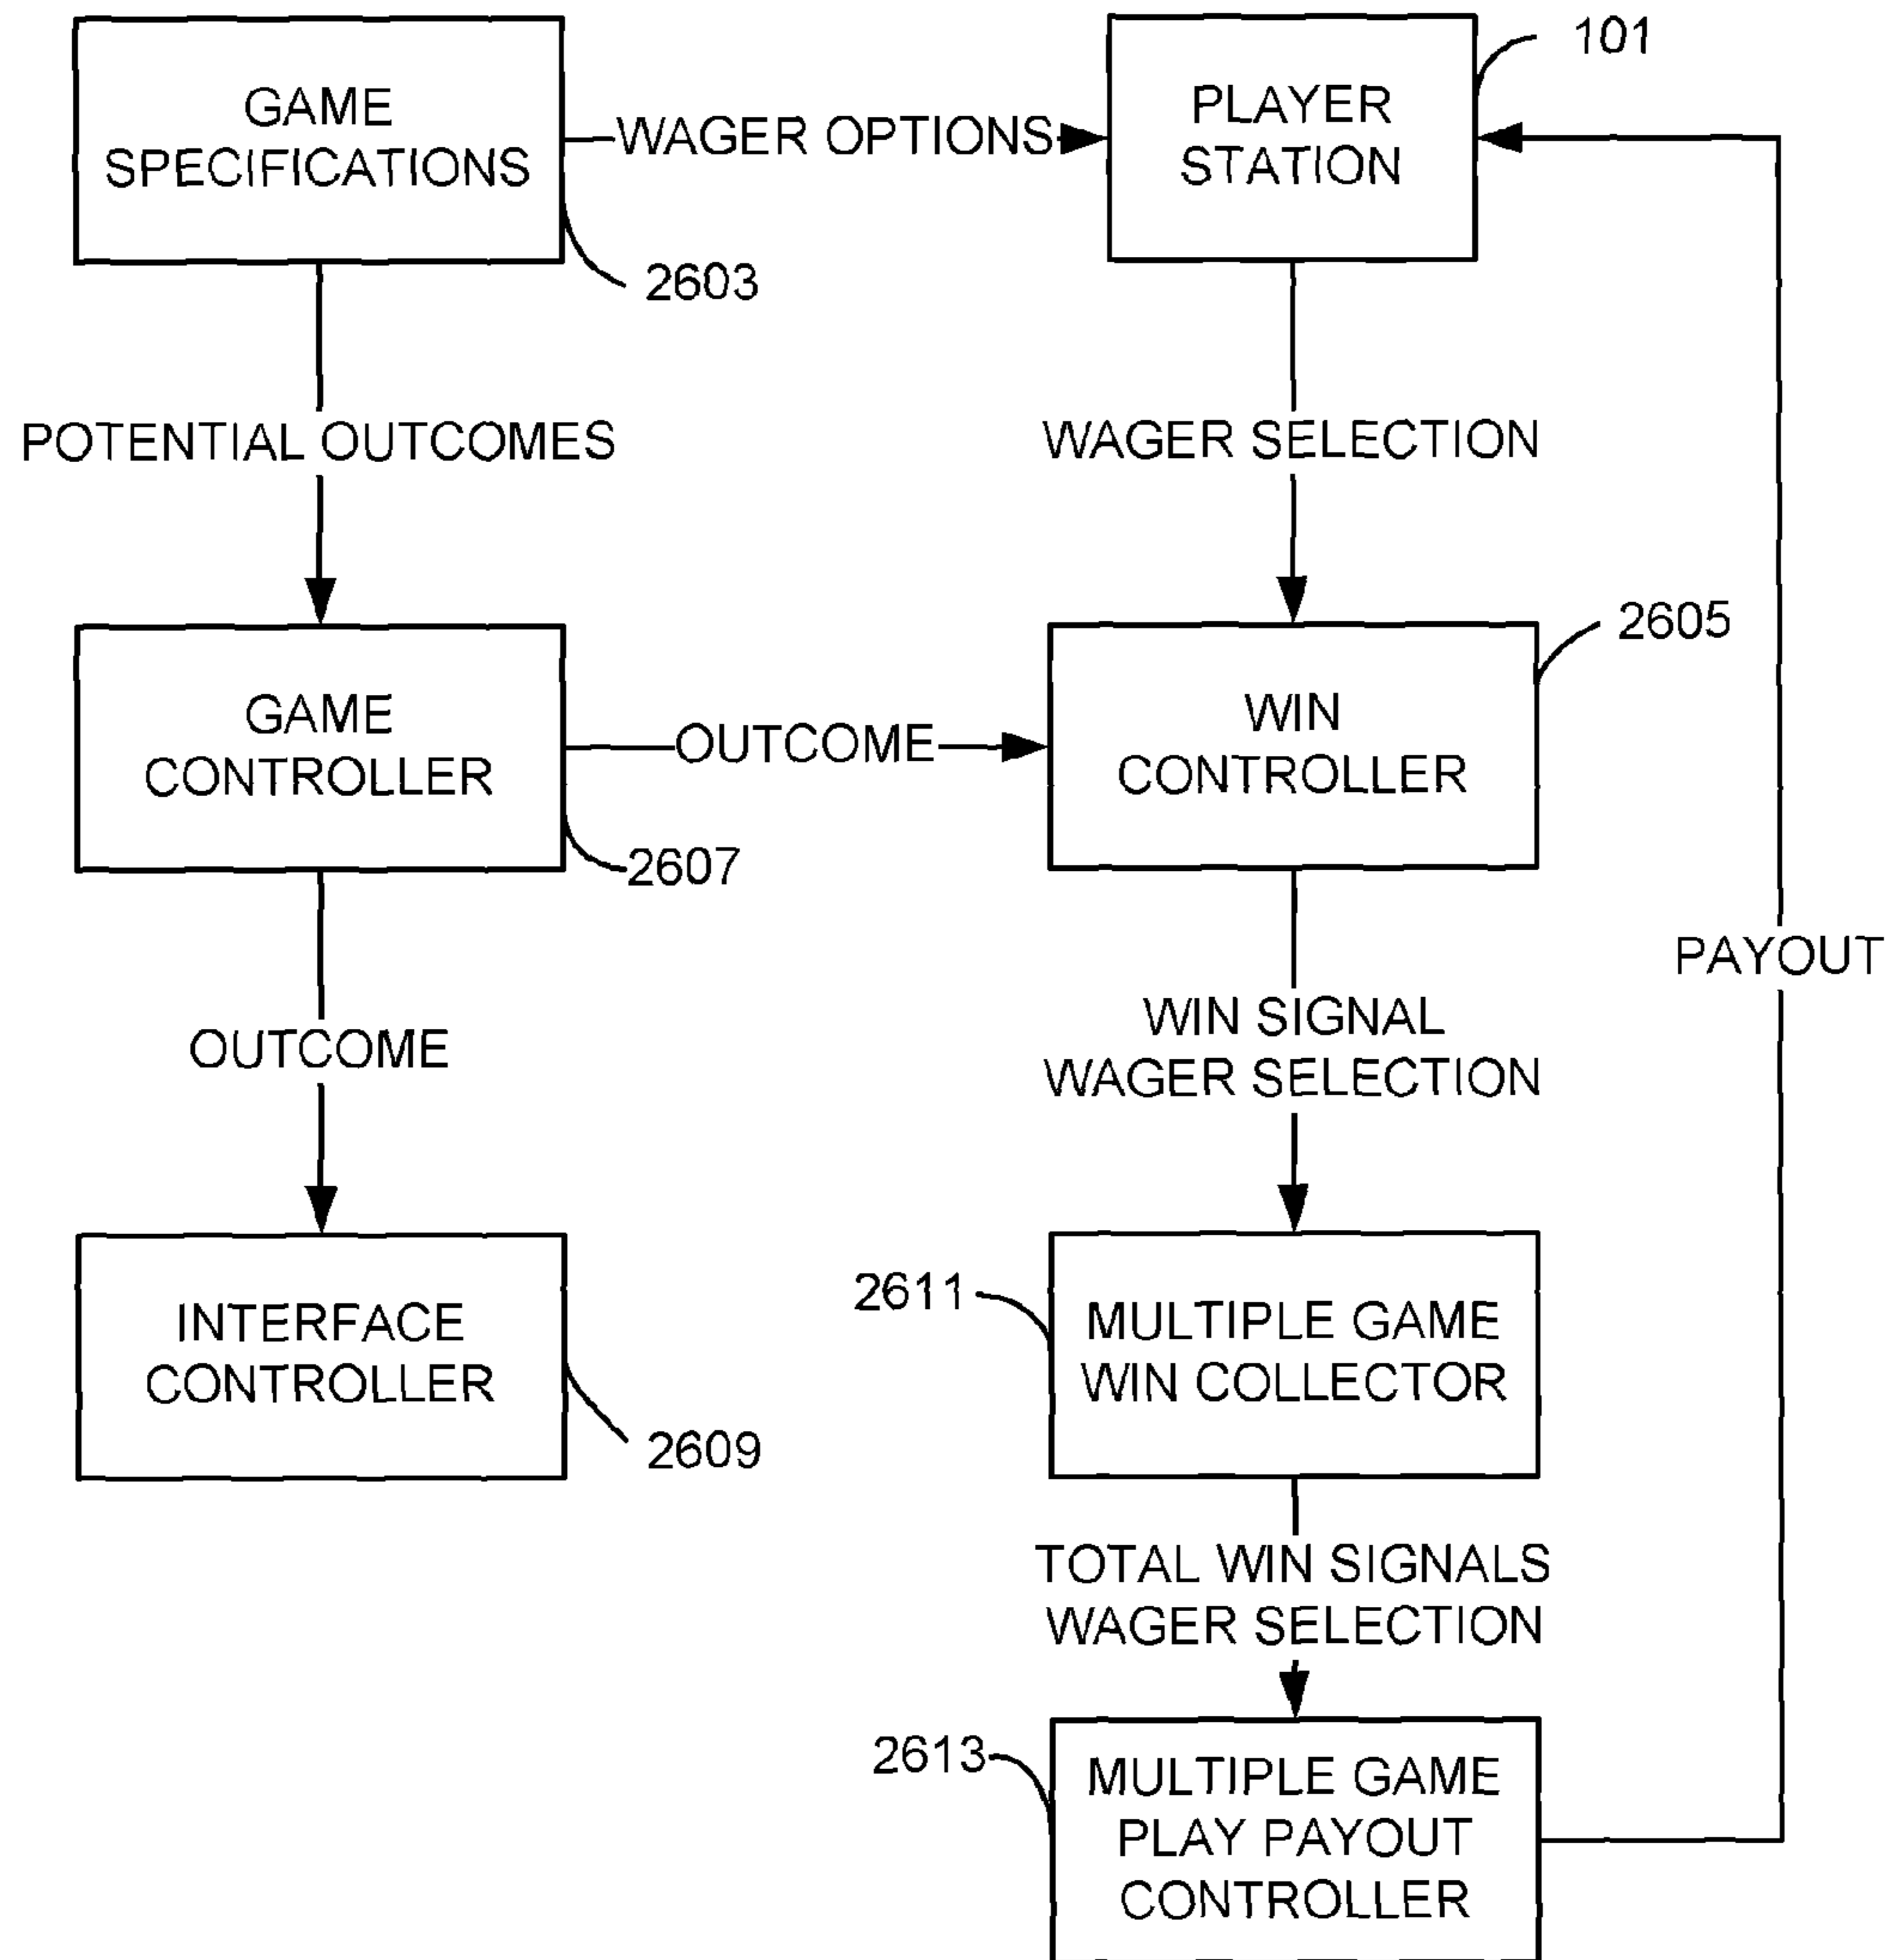 GAME
SPECIFICATIONS
2603
WAGER OPTIONS
PLAYER
STATION
101
POTENTIAL OUTCOMES
WAGER SELECTION
GAME
CONTROLLER
2607
OUTCOME
WIN
CONTROLLER
2605
PAYOUT
OUTCOME
WIN SIGNAL
WAGER SELECTION
INTERFACE
CONTROLLER
2609
2611
MULTIPLE GAME
WIN COLLECTOR
TOTAL WIN SIGNALS
WAGER SELECTION
2613
MULTIPLE GAME
PLAY PAYOUT
CONTROLLER